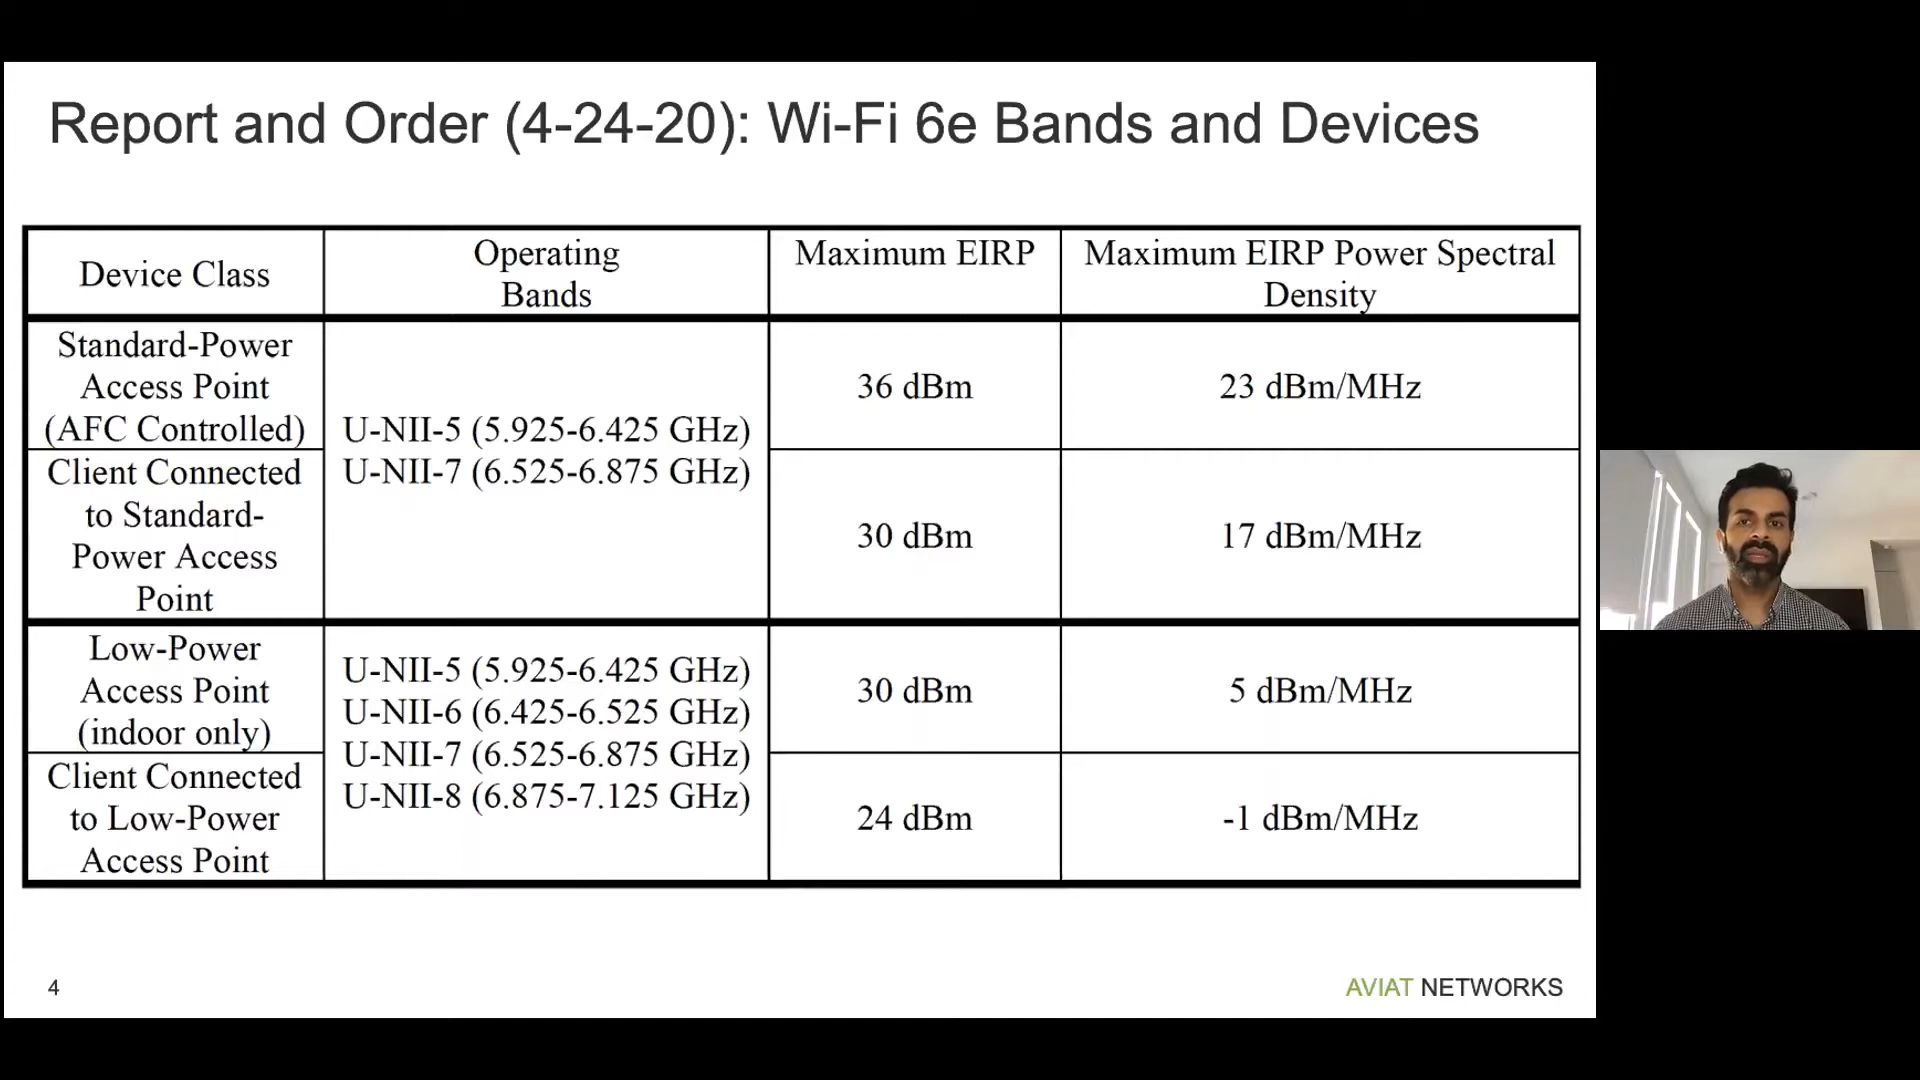 Report and Order (4-24-20): Wi-Fi 6e Bands and Devices
Device Class
Operating
Bands
Maximum EIRP
Maximum EIRP Power Spectral
Density
Standard-Power
Access Point
(AFC Controlled)
U-NII-5 (5.925-6.425 GHz)
U-NII-7 (6.525-6.875 GHz)
36 dBm
23 dBm/MHz
Client Connected
to Standard-
Power Access
Point
30 dBm
17 dBm/MHz
Low-Power
Access Point
(indoor only)
U-NII-5 (5.925-6.425 GHz)
U-NII-6 (6.425-6.525 GHz)
U-NII-7 (6.525-6.875 GHz)
U-NII-8 (6.875-7.125 GHz)
30 dBm
5 dBm/MHz
Client Connected
to Low-Power
Access Point
24 dBm
-1 dBm/MHz
4
AVIAT NETWORKS